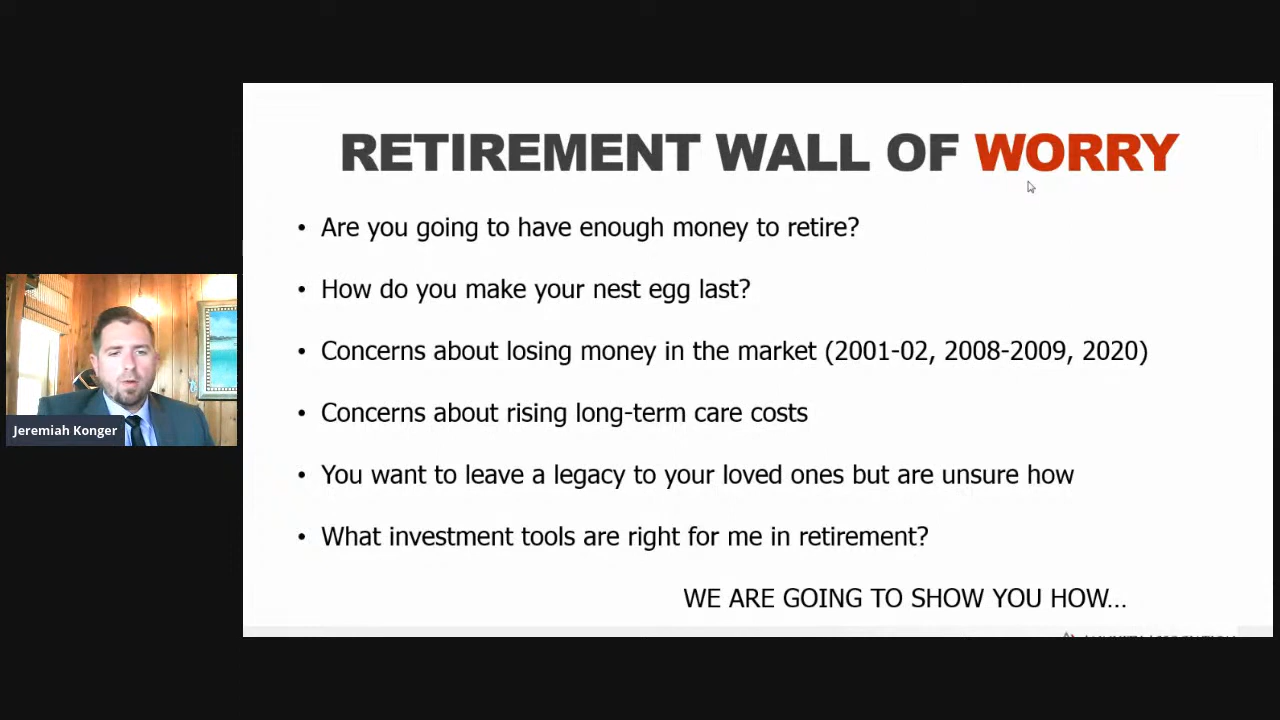 RETIREMENT WALL OF WORRY
• Are you going to have enough money to retire?
• How do you make your nest egg last?
• Concerns about losing money in the market (2001-02, 2008-2009, 2020)
• Concerns about rising long-term care costs
• You want to leave a legacy to your loved ones but are unsure how
• What investment tools are right for me in retirement?
WE ARE GOING TO SHOW YOU HOW...
Jeremiah Konger